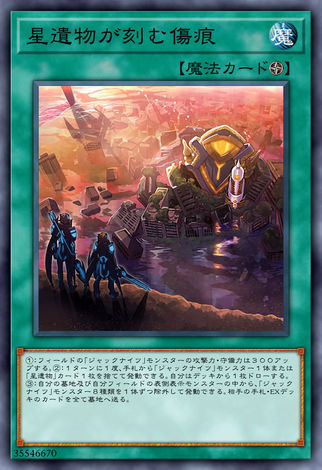 星遺物が刻む傷痕
魔
【魔法カード】
①：フィールドの「ジャックナイツ」モンスターの攻撃力・守備力は３００アッ
プする。②：１ターンに１度、手札から「ジャックナイツ」モンスター１体または
「星遺物」カード１枚を捨てて発動できる。自分はデッキから１枚ドローする。
③：自分の墓地及び自分フィールドの表側表示モンスターの中から、「ジャック
ナイツ」モンスター８種類を１体ずつ除外して発動できる。相手の手札・EXデッ
キのカードを全て墓地へ送る。
35546670